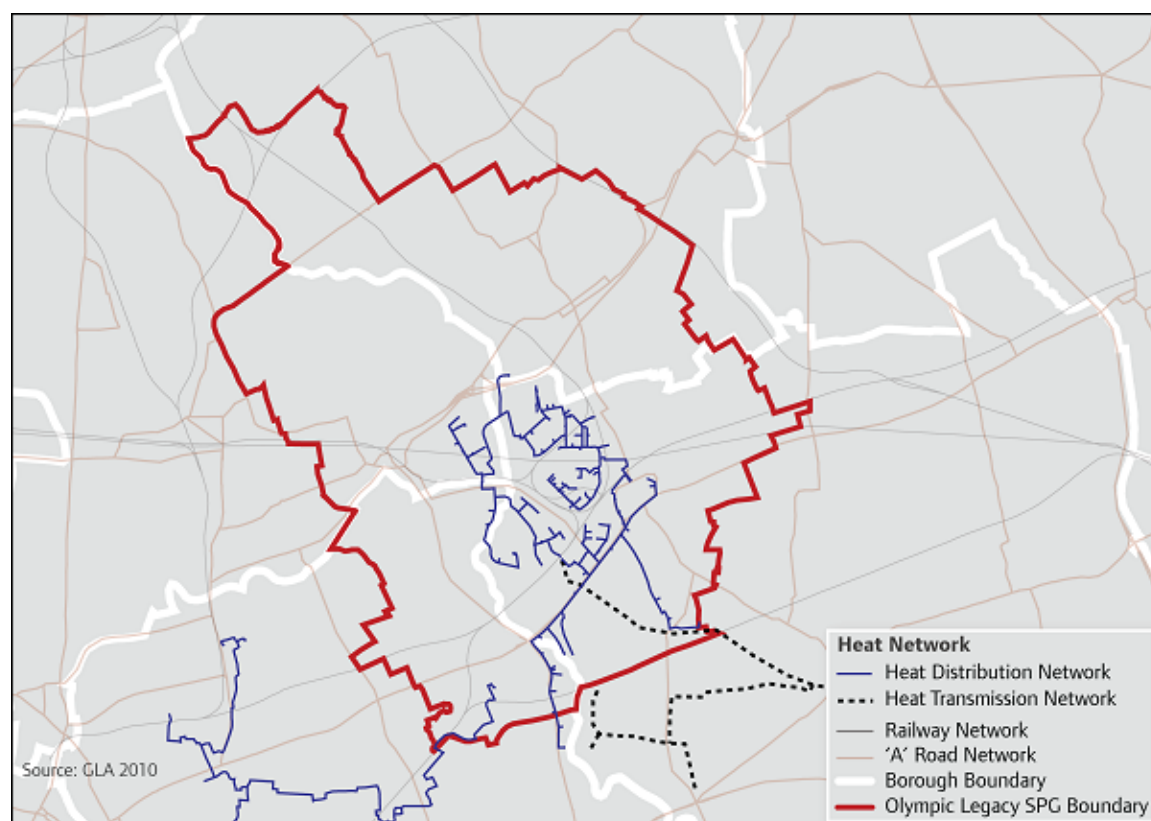 Heat Network
Heat Distribution Network
Heat Transmission Network
Railway Network
‘A’ Road Network
Borough Boundary
Olympic Legacy SPG Boundary
Source: GLA 2010